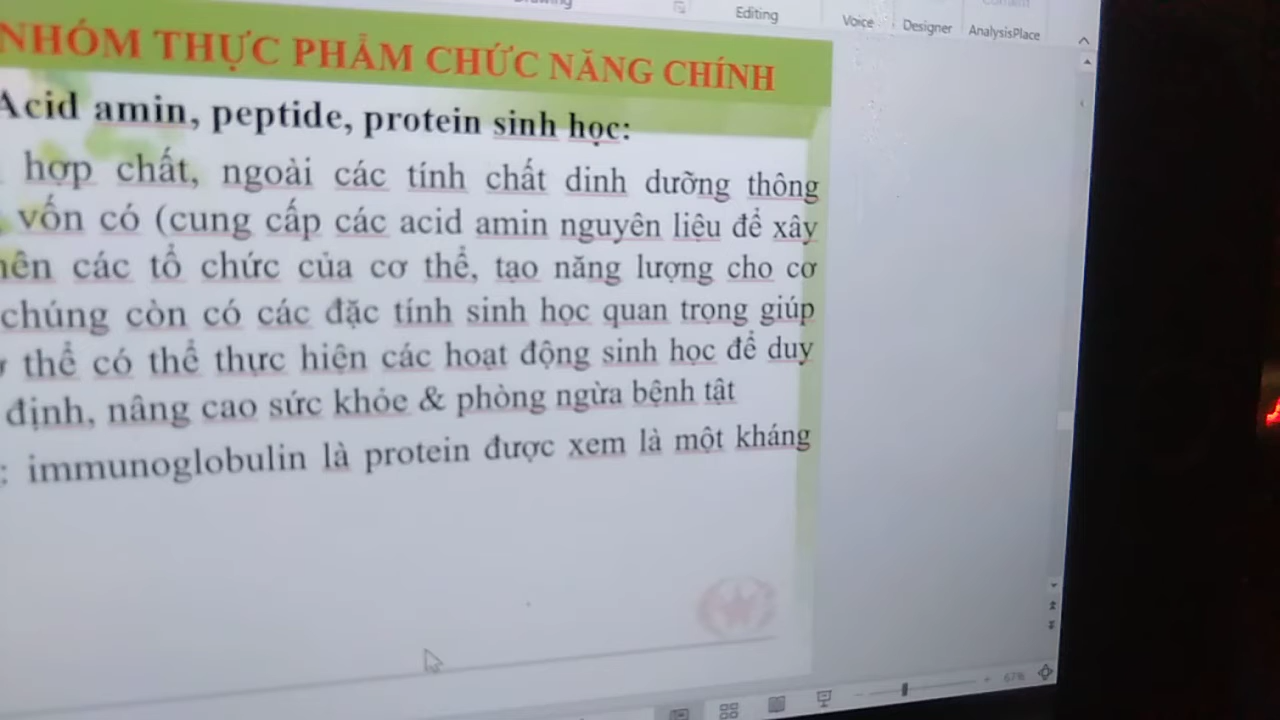 Editing
Voice
Designer
AnalysisPlace
NHÓM THỰC PHẨM CHỨC NĂNG CHÍNH
Acid amin, peptide, protein sinh học:
hợp chất, ngoài các tính chất dinh dưỡng thông
vốn có (cung cấp các acid amin nguyên liệu để xây
các tổ chức của cơ thể, tạo năng lượng cho cơ
chúng còn có các đặc tính sinh học quan trọng giúp
thể có thể thực hiện các hoạt động sinh học để duy
định, nâng cao sức khỏe & phòng ngừa bệnh tật
: immunoglobulin là protein được xem là một kháng
67%